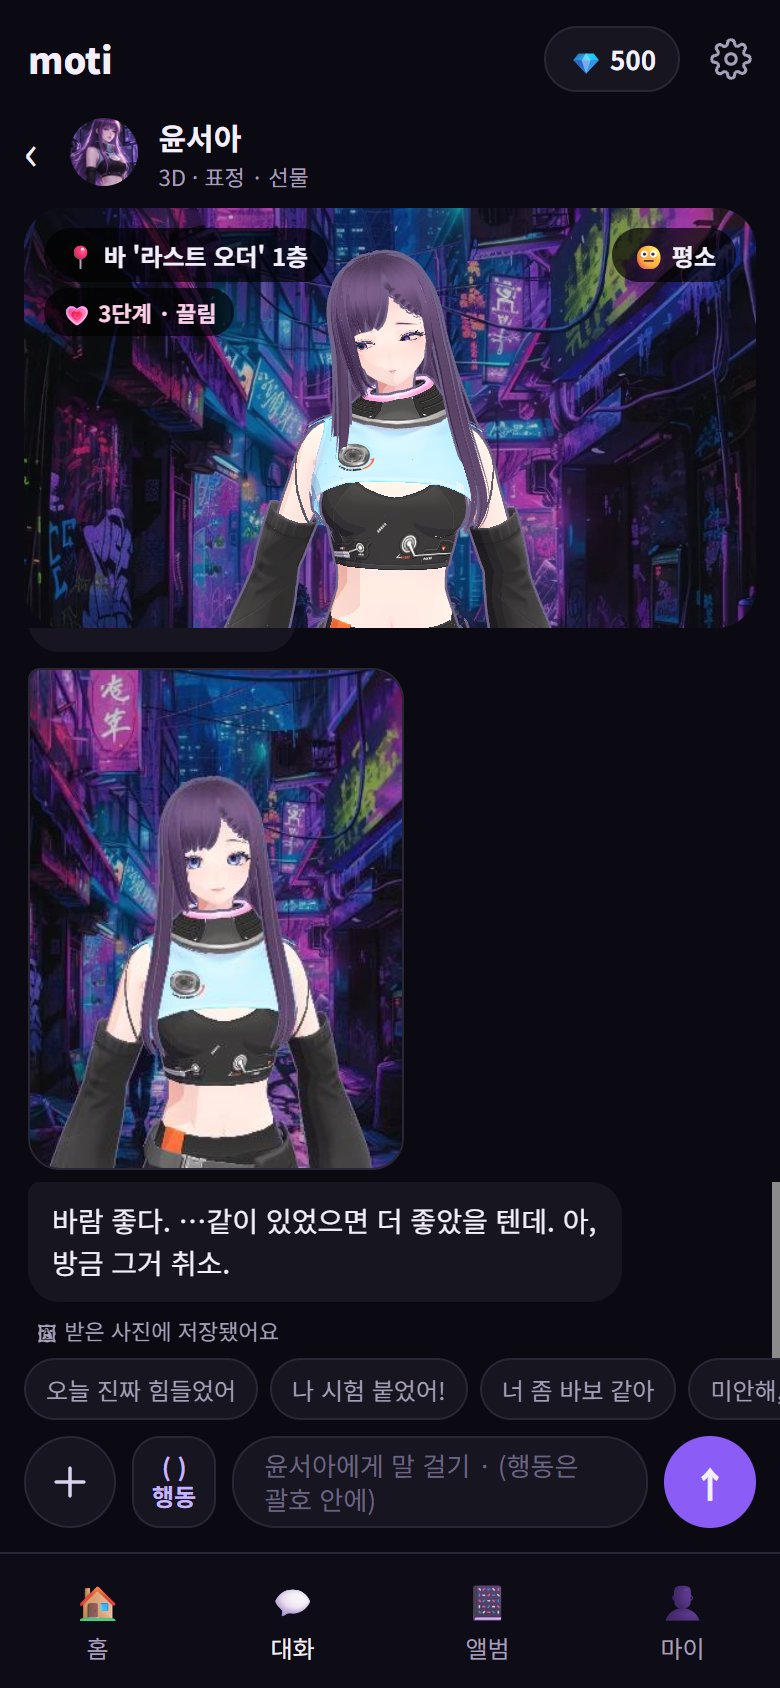 moti
500
윤서아
3D · 표정 · 선물
바 '라스트 오더' 1층
평소
3단계 · 끌림
바람 좋다. …같이 있었으면 더 좋았을 텐데. 아,
방금 그거 취소.
받은 사진에 저장됐어요
오늘 진짜 힘들었어
나 시험 붙었어!
너 좀 바보 같아
미안해,
( )
행동
윤서아에게 말 걸기 · (행동은
괄호 안에)
홈
대화
앨범
마이